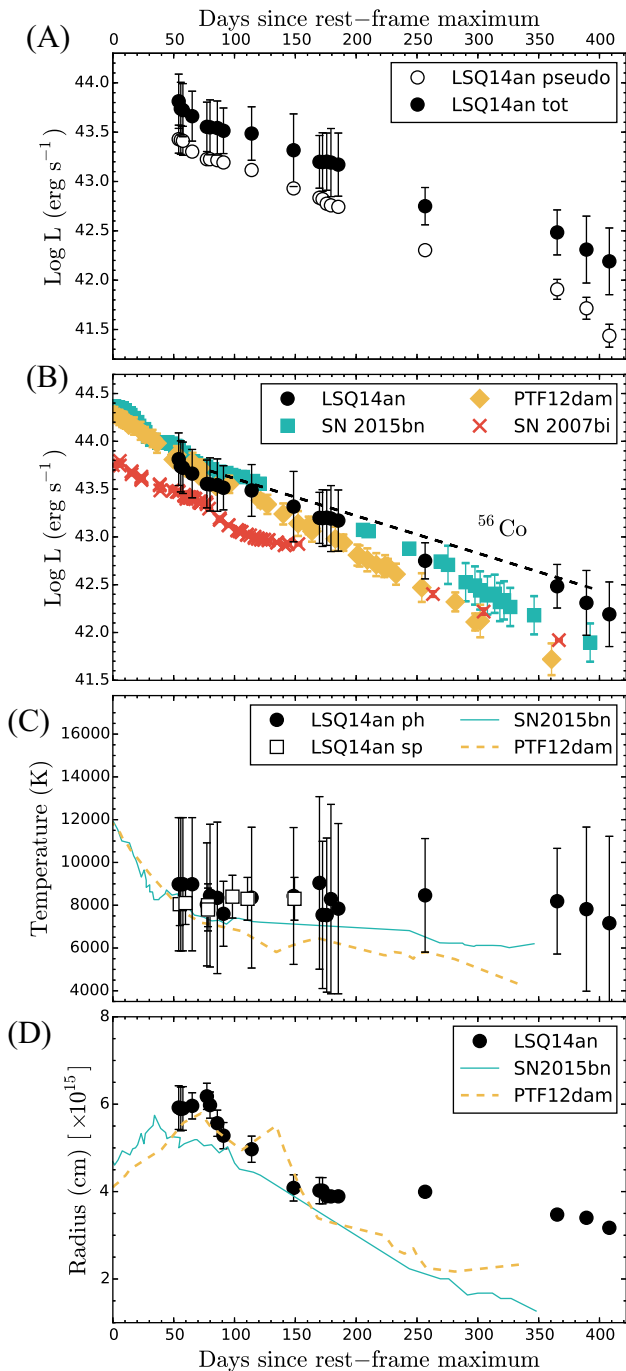 Days since rest−frame maximum
0 50 100 150 200 250 300 350 400
(A)
LSQ14an pseudo
LSQ14an tot
Log L (erg s⁻¹)
44.0
43.5
43.0
42.5
42.0
41.5
(B)
LSQ14an PTF12dam
SN 2015bn SN 2007bi
⁵⁶Co
Log L (erg s⁻¹)
44.5
44.0
43.5
43.0
42.5
42.0
41.5
(C)
LSQ14an ph SN2015bn
LSQ14an sp PTF12dam
Temperature (K)
16000
14000
12000
10000
8000
6000
4000
(D)
LSQ14an
SN2015bn
PTF12dam
Radius (cm) [ ×10¹⁵]
8
6
4
2
0 50 100 150 200 250 300 350 400
Days since rest−frame maximum